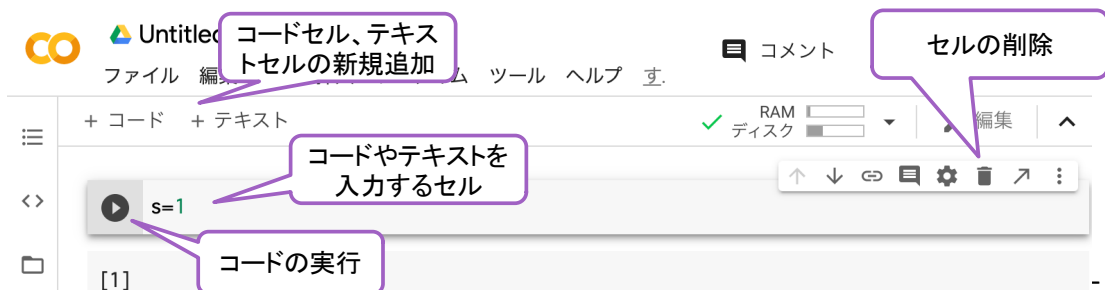 Untitled
コードセル、テキス
トセルの新規追加
コメント
セルの削除
ファイル 編集 ツール ヘルプ す.
+ コード + テキスト
RAM
ディスク
編集
コードやテキストを
入力するセル
s=1
コードの実行
[1]